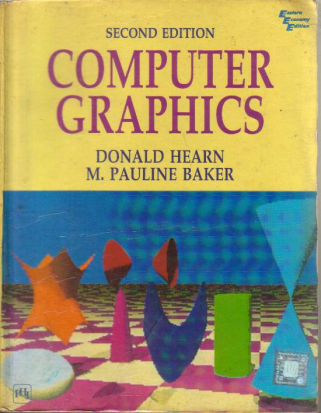 SECOND EDITION
Eastern
Economy
Edition
COMPUTER
GRAPHICS
DONALD HEARN
M. PAULINE BAKER